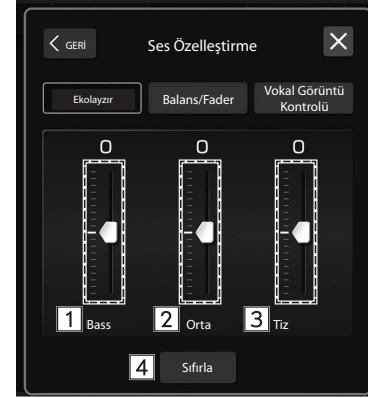 GERİ
Ses Özelleştirme
Ekolayzır
Balans/Fader
Vokal Görüntü
Kontrolü
0 0 0
1 Bass 2 Orta 3 Tiz
4 Sıfırla